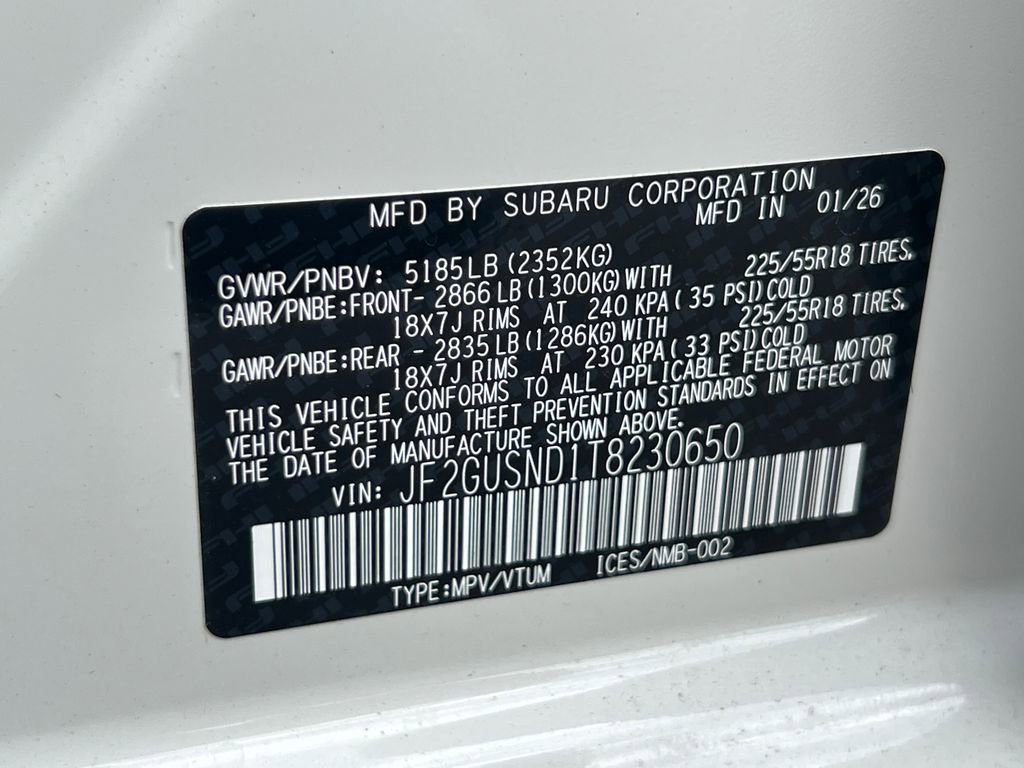 MFD BY SUBARU CORPORATION
MFD IN 01/26
GVWR/PNBV: 5185LB (2352KG)
GAWR/PNBE:FRONT- 2866 LB (1300KG) WITH 225/55R18 TIRES,
18X7J RIMS AT 240 KPA ( 35 PSI) COLD
GAWR/PNBE:REAR - 2835 LB (1286KG) WITH 225/55R18 TIRES,
18X7J RIMS AT 230 KPA ( 33 PSI) COLD
THIS VEHICLE CONFORMS TO ALL APPLICABLE FEDERAL MOTOR
VEHICLE SAFETY AND THEFT PREVENTION STANDARDS IN EFFECT ON
THE DATE OF MANUFACTURE SHOWN ABOVE.
VIN: JF2GUSND1T8230650
TYPE:MPV/VTUM ICES/NMB-002